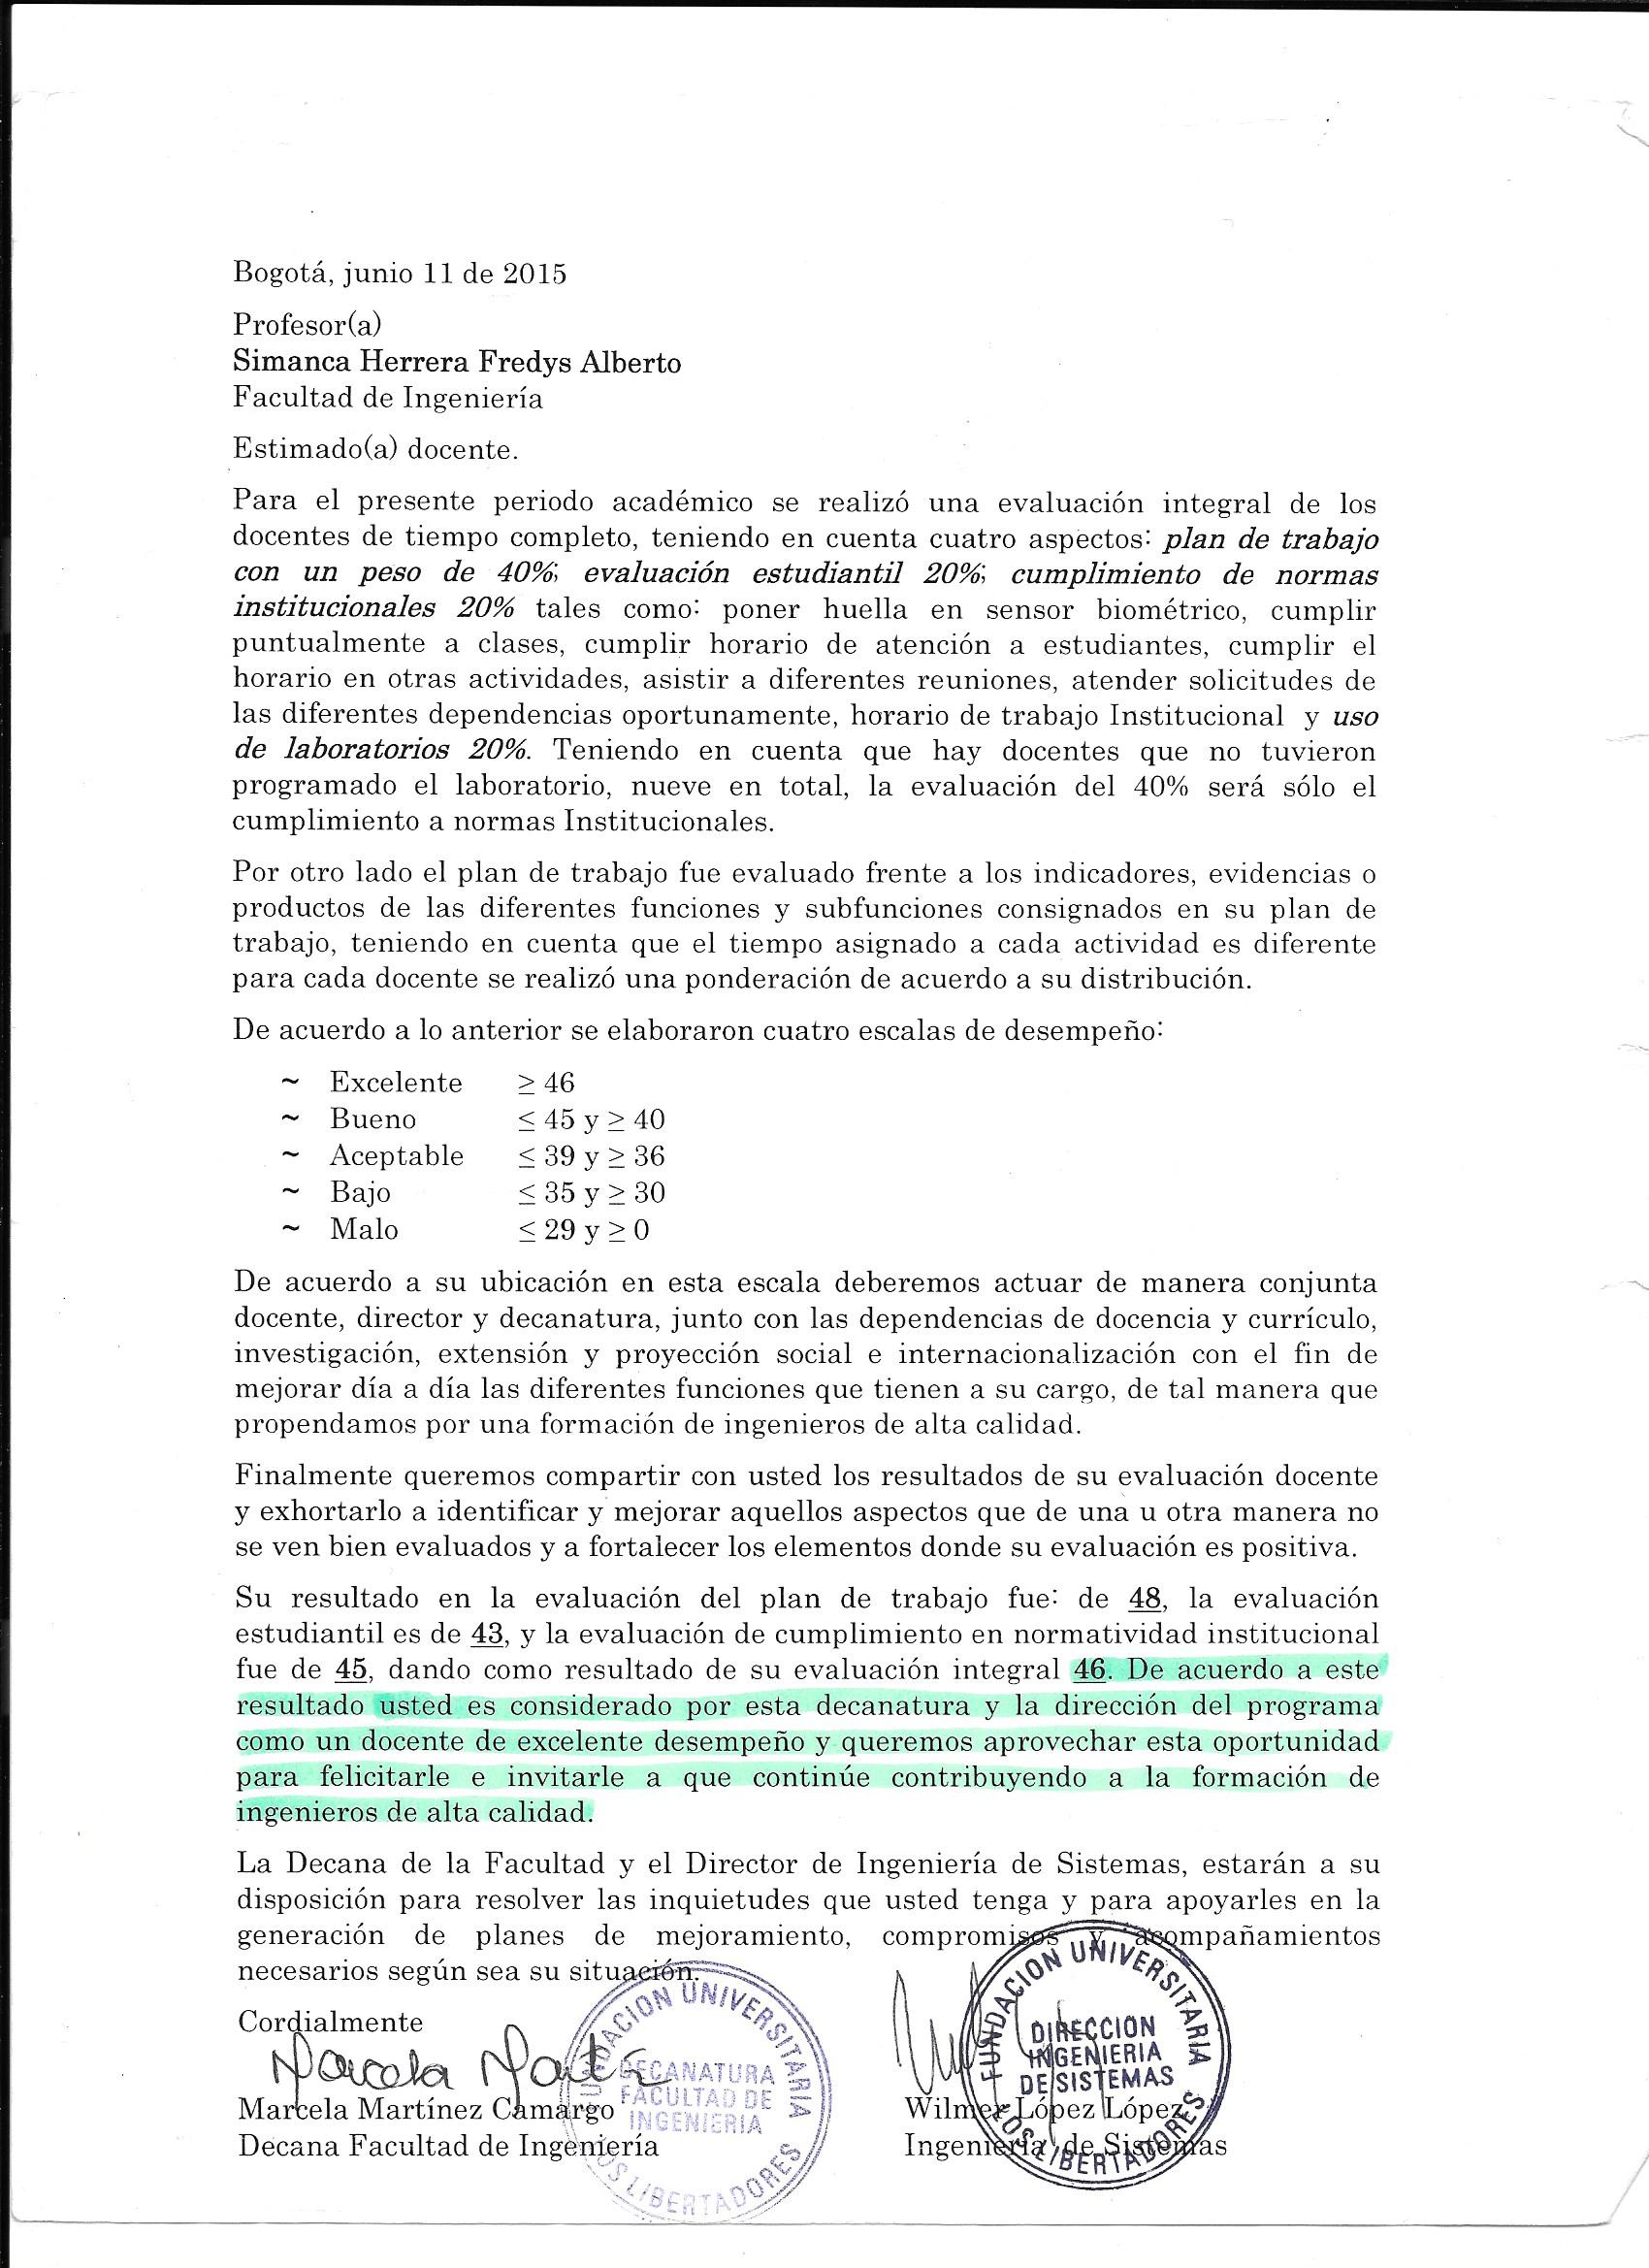 Bogotá, junio 11 de 2015
Profesor(a)
Simanca Herrera Fredys Alberto
Facultad de Ingeniería
Estimado(a) docente.
Para el presente periodo académico se realizó una evaluación integral de los
docentes de tiempo completo, teniendo en cuenta cuatro aspectos: plan de trabajo
con un peso de 40%; evaluación estudiantil 20%; cumplimiento de normas
institucionales 20% tales como: poner huella en sensor biométrico, cumplir
puntualmente a clases, cumplir horario de atención a estudiantes, cumplir el
horario en otras actividades, asistir a diferentes reuniones, atender solicitudes de
las diferentes dependencias oportunamente, horario de trabajo Institucional y uso
de laboratorios 20%. Teniendo en cuenta que hay docentes que no tuvieron
programado el laboratorio, nueve en total, la evaluación del 40% será sólo el
cumplimiento a normas Institucionales.
Por otro lado el plan de trabajo fue evaluado frente a los indicadores, evidencias o
productos de las diferentes funciones y subfunciones consignados en su plan de
trabajo, teniendo en cuenta que el tiempo asignado a cada actividad es diferente
para cada docente se realizó una ponderación de acuerdo a su distribución.
De acuerdo a lo anterior se elaboraron cuatro escalas de desempeño:
~ Excelente ≥ 46
~ Bueno ≤ 45 y ≥ 40
~ Aceptable ≤ 39 y ≥ 36
~ Bajo ≤ 35 y ≥ 30
~ Malo ≤ 29 y ≥ 0
De acuerdo a su ubicación en esta escala deberemos actuar de manera conjunta
docente, director y decanatura, junto con las dependencias de docencia y currículo,
investigación, extensión y proyección social e internacionalización con el fin de
mejorar día a día las diferentes funciones que tienen a su cargo, de tal manera que
propendamos por una formación de ingenieros de alta calidad.
Finalmente queremos compartir con usted los resultados de su evaluación docente
y exhortarlo a identificar y mejorar aquellos aspectos que de una u otra manera no
se ven bien evaluados y a fortalecer los elementos donde su evaluación es positiva.
Su resultado en la evaluación del plan de trabajo fue: de 48, la evaluación
estudiantil es de 43, y la evaluación de cumplimiento en normatividad institucional
fue de 45, dando como resultado de su evaluación integral 46. De acuerdo a este
resultado usted es considerado por esta decanatura y la dirección del programa
como un docente de excelente desempeño y queremos aprovechar esta oportunidad
para felicitarle e invitarle a que continúe contribuyendo a la formación de
ingenieros de alta calidad.
La Decana de la Facultad y el Director de Ingeniería de Sistemas, estarán a su
disposición para resolver las inquietudes que usted tenga y para apoyarles en la
generación de planes de mejoramiento, compromisos y acompañamientos
necesarios según sea su situación.
Cordialmente
Marcela Martínez Camargo
Decana Facultad de Ingeniería
FUNDACION UNIVERSITARIA
LOS LIBERTADORES
DECANATURA
FACULTAD DE
INGENIERIA
Wilmer López López
Ingeniería de Sistemas
FUNDACION UNIVERSITARIA
LOS LIBERTADORES
DIRECCION
INGENIERIA
DE SISTEMAS